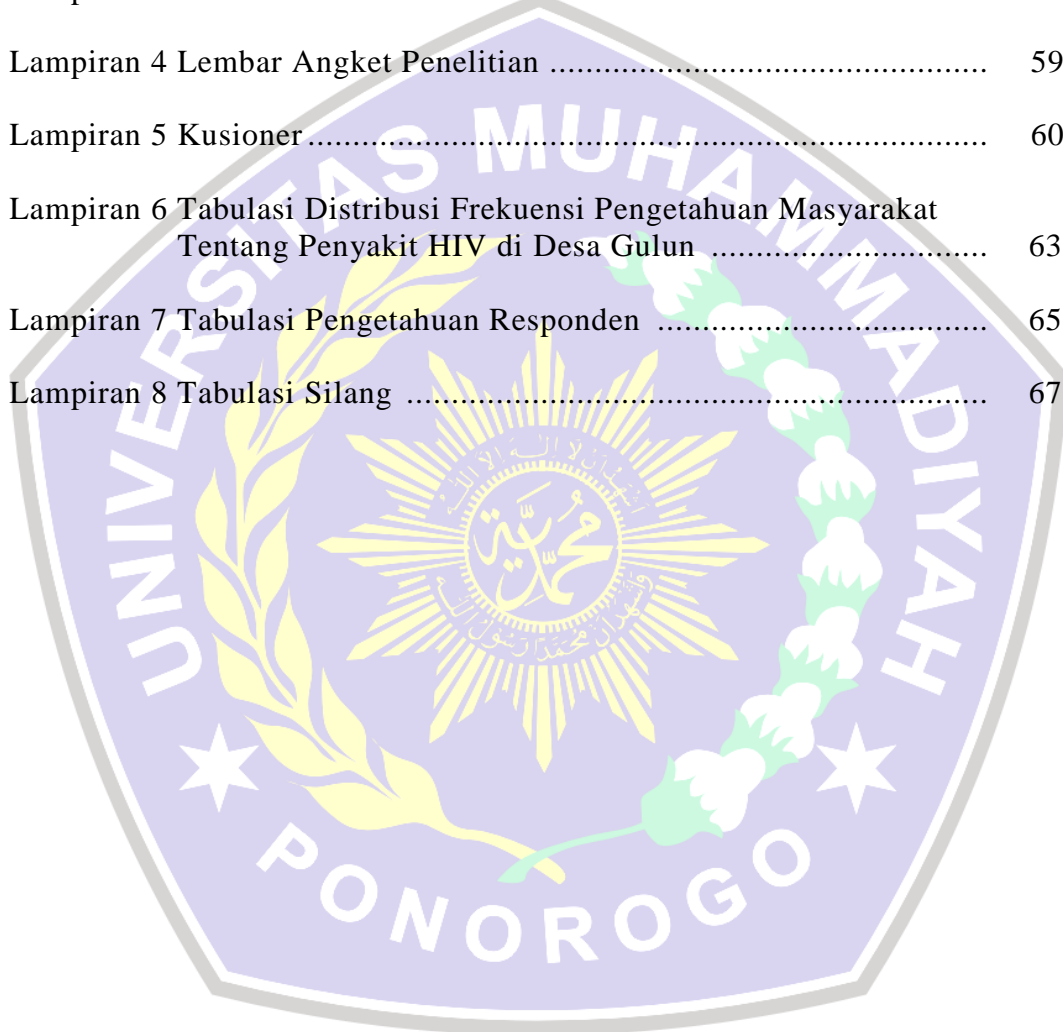 Lampiran 4 Lembar Angket Penelitian ................................................ 59
Lampiran 5 Kusioner ........................................................................... 60
Lampiran 6 Tabulasi Distribusi Frekuensi Pengetahuan Masyarakat
Tentang Penyakit HIV di Desa Gulun ............................... 63
Lampiran 7 Tabulasi Pengetahuan Responden ..................................... 65
Lampiran 8 Tabulasi Silang ................................................................ 67
UNIVERSITAS MUHAMMADIYAH
PONOROGO
محمدية